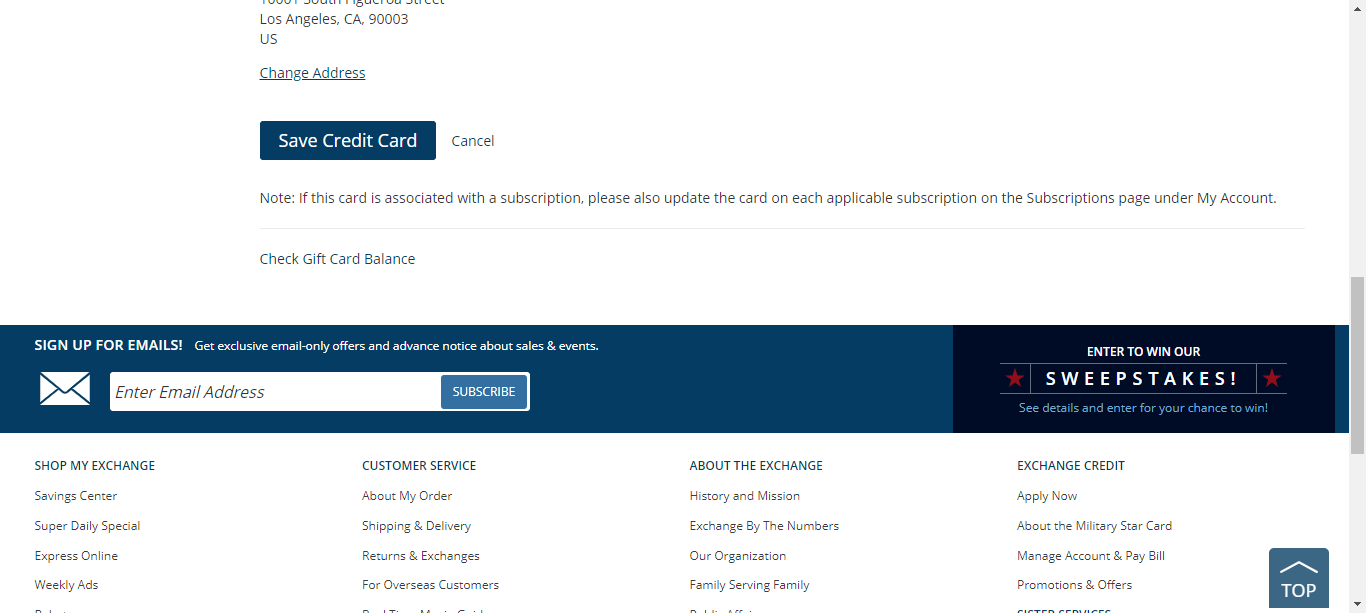 10001 South Figueroa Street
Los Angeles, CA, 90003
US
Change Address
Save Credit Card
Cancel
Note: If this card is associated with a subscription, please also update the card on each applicable subscription on the Subscriptions page under My Account.
Check Gift Card Balance
SIGN UP FOR EMAILS! Get exclusive email-only offers and advance notice about sales & events.
Enter Email Address
SUBSCRIBE
ENTER TO WIN OUR
SWEEPSTAKES!
See details and enter for your chance to win!
SHOP MY EXCHANGE
Savings Center
Super Daily Special
Express Online
Weekly Ads
CUSTOMER SERVICE
About My Order
Shipping & Delivery
Returns & Exchanges
For Overseas Customers
ABOUT THE EXCHANGE
History and Mission
Exchange By The Numbers
Our Organization
Family Serving Family
EXCHANGE CREDIT
Apply Now
About the Military Star Card
Manage Account & Pay Bill
Promotions & Offers
SISTER SERVICES
TOP